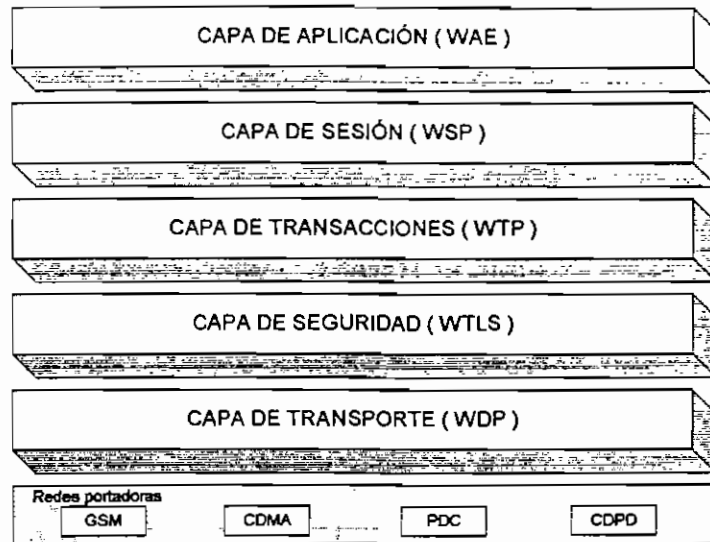 CAPA DE APLICACIÓN ( WAE )
CAPA DE SESIÓN ( WSP )
CAPA DE TRANSACCIONES ( WTP )
CAPA DE SEGURIDAD ( WTLS )
CAPA DE TRANSPORTE ( WDP )
Redes portadoras
GSM CDMA PDC CDPD